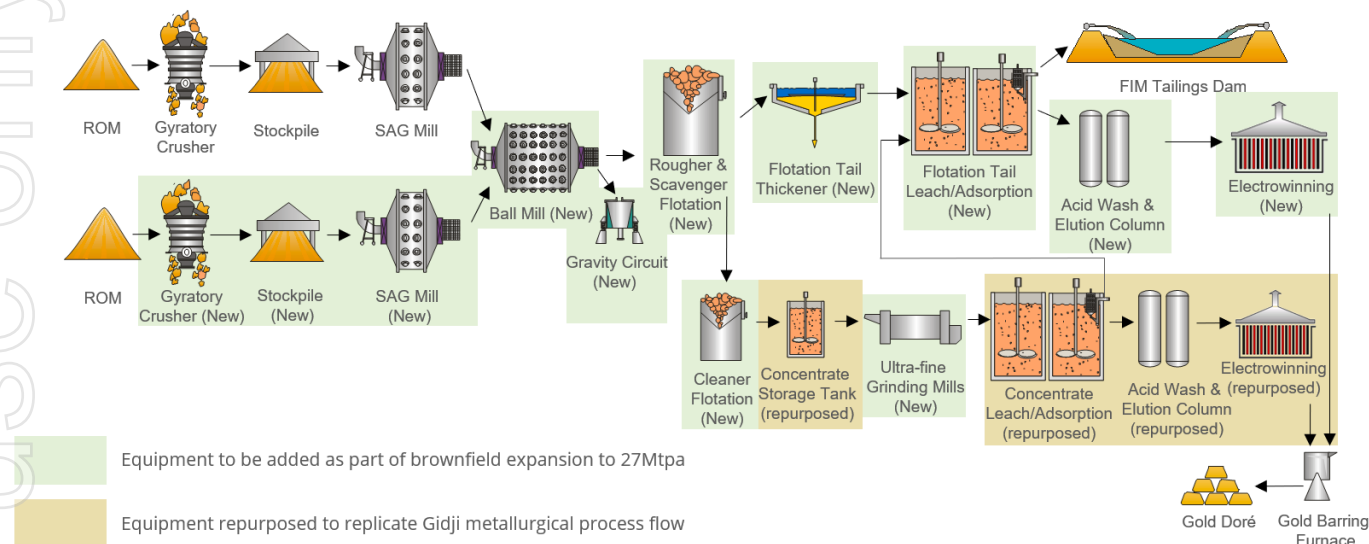 ROM
Gyratory
Crusher
Stockpile
SAG Mill
Ball Mill (New)
Gravity Circuit
(New)
Rougher &
Scavenger
Flotation
(New)
Flotation Tail
Thickener (New)
Flotation Tail
Leach/Adsorption
(New)
FIM Tailings Dam
Acid Wash &
Elution Column
(New)
Electrowinning
(New)
ROM
Gyratory
Crusher (New)
Stockpile
(New)
SAG Mill
(New)
Cleaner
Flotation
(New)
Concentrate
Storage Tank
(repurposed)
Ultra-fine
Grinding Mills
(New)
Concentrate
Leach/Adsorption
(repurposed)
Acid Wash &
Elution Column
(repurposed)
Electrowinning
(repurposed)
Equipment to be added as part of brownfield expansion to 27Mtpa
Equipment repurposed to replicate Gidji metallurgical process flow
Gold Doré
Gold Barring
Furnace